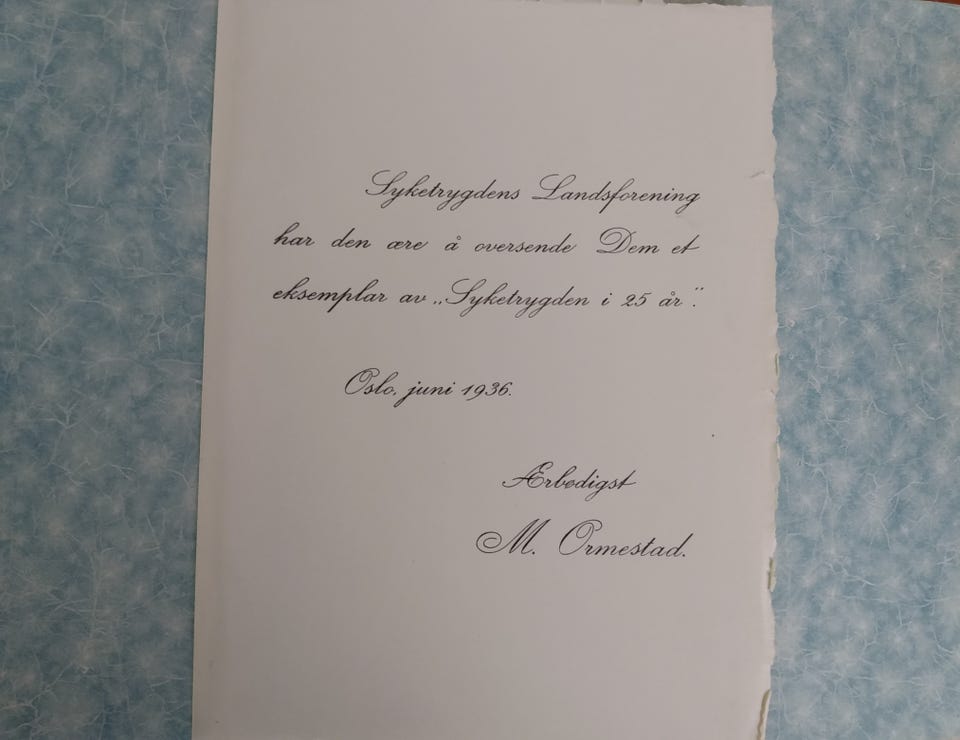 Syketrygdens Landsforening
har den ære å oversende Dem et
eksemplar av „Syketrygden i 25 år”.
Oslo, juni 1936.
Ærbødigst
M. Ormestad.